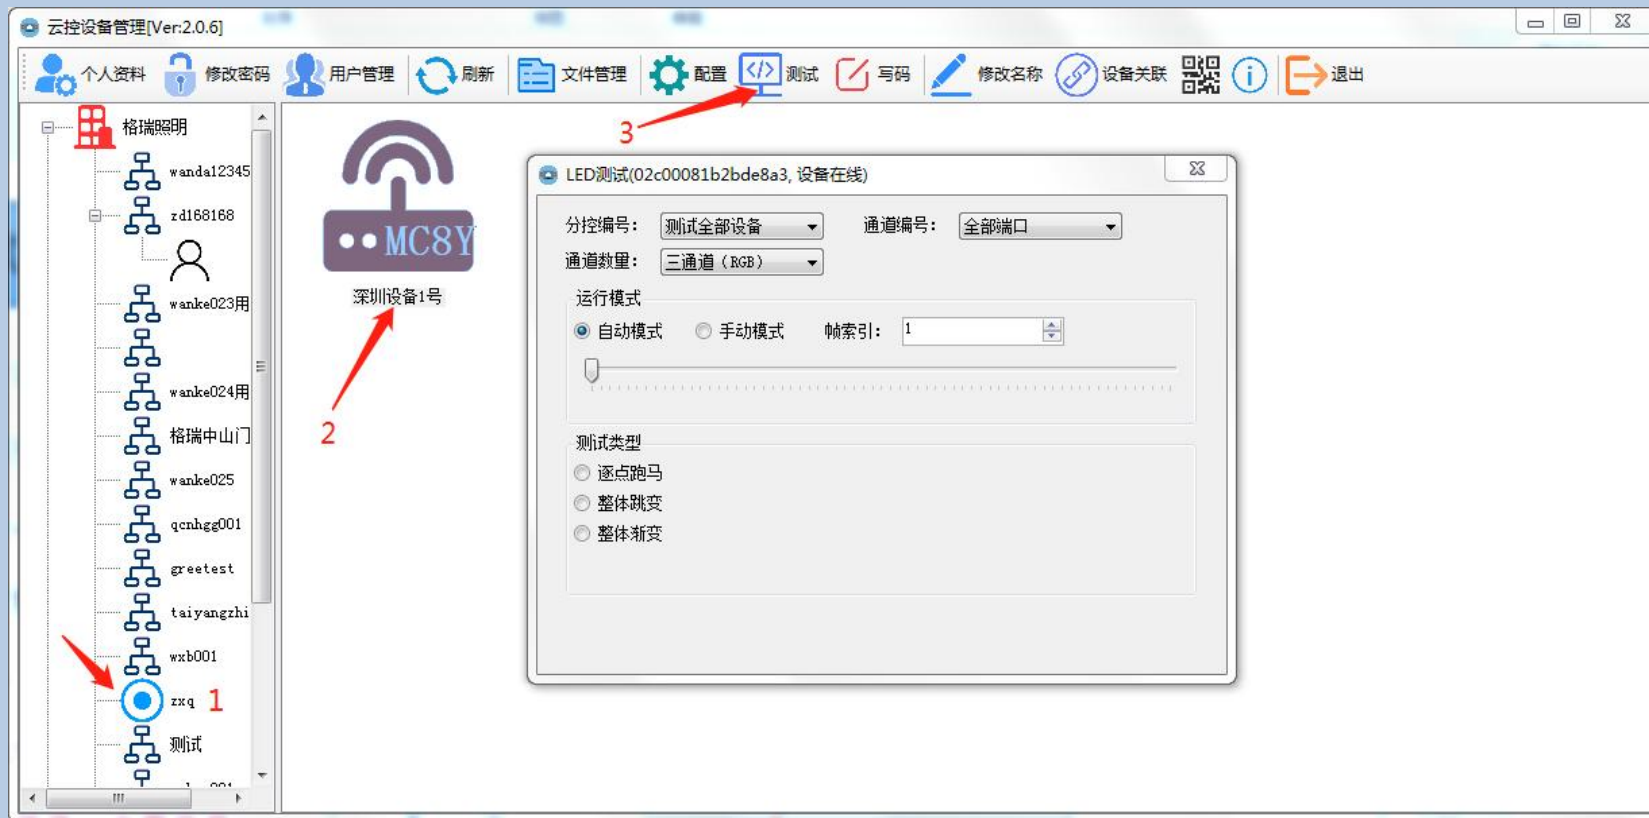 云控设备管理[Ver:2.0.6]
个人资料 修改密码 用户管理 刷新 文件管理 配置 测试 写码 修改名称 设备关联 退出
3
格瑞照明
wanda12345
zd168168
wanke023用
wanke024用
格瑞中山门
wanke025
qcnhgg001
greetest
taiyangzhi
wxb001
zxq 1
测试
MC8Y
深圳设备1号
2
LED测试(02c00081b2bde8a3, 设备在线)
分控编号: 测试全部设备 通道编号: 全部端口
通道数量: 三通道(RGB)
运行模式
自动模式 手动模式 帧索引: 1
测试类型
逐点跑马
整体跳变
整体渐变